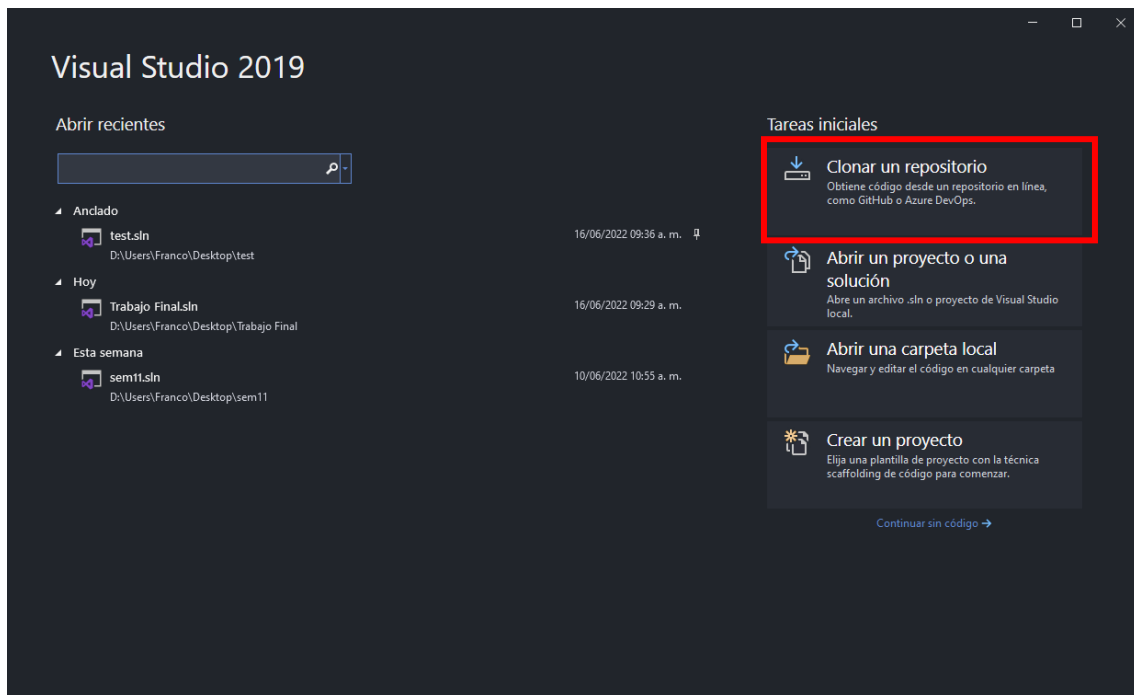 Visual Studio 2019
Abrir recientes
Anclado
test.sln
16/06/2022 09:36 a. m.
D:\Users\Franco\Desktop\test
Hoy
Trabajo Final.sln
16/06/2022 09:29 a. m.
D:\Users\Franco\Desktop\Trabajo Final
Esta semana
sem11.sln
10/06/2022 10:55 a. m.
D:\Users\Franco\Desktop\sem11
Tareas iniciales
Clonar un repositorio
Obtiene código desde un repositorio en línea,
como GitHub o Azure DevOps.
Abrir un proyecto o una
solución
Abre un archivo .sln o proyecto de Visual Studio
local.
Abrir una carpeta local
Navegar y editar el código en cualquier carpeta
Crear un proyecto
Elija una plantilla de proyecto con la técnica
scaffolding de código para comenzar.
Continuar sin código